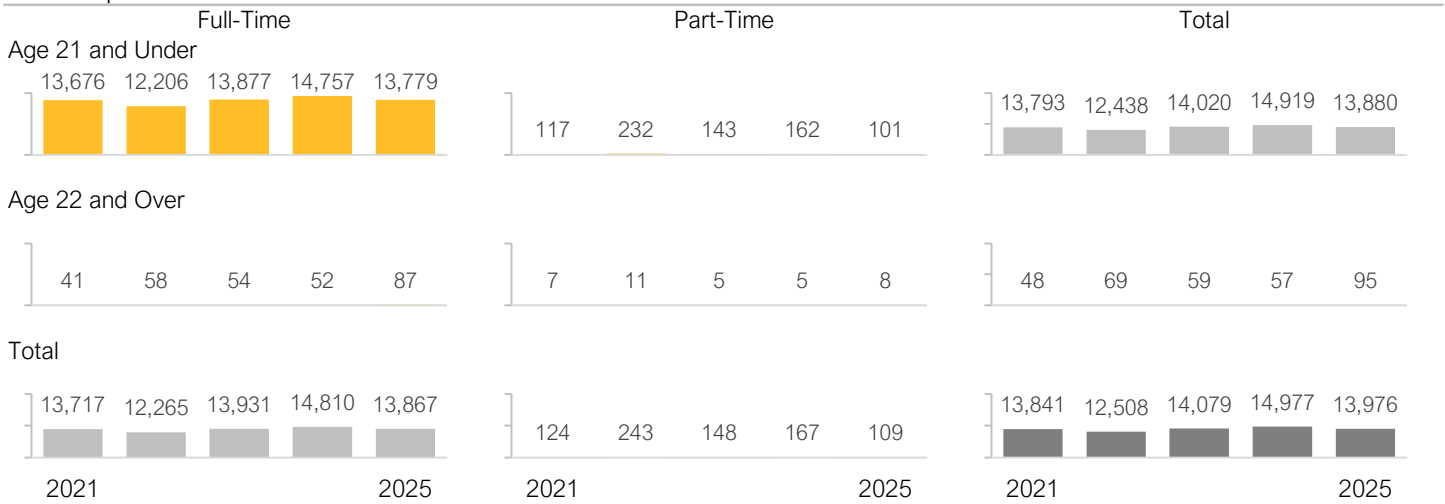 Full-Time Part-Time Total
Age 21 and Under
13,676 12,206 13,877 14,757 13,779 117 232 143 162 101 13,793 12,438 14,020 14,919 13,880
Age 22 and Over
41 58 54 52 87 7 11 5 5 8 48 69 59 57 95
Total
13,717 12,265 13,931 14,810 13,867 124 243 148 167 109 13,841 12,508 14,079 14,977 13,976
2021 2025 2021 2025 2021 2025